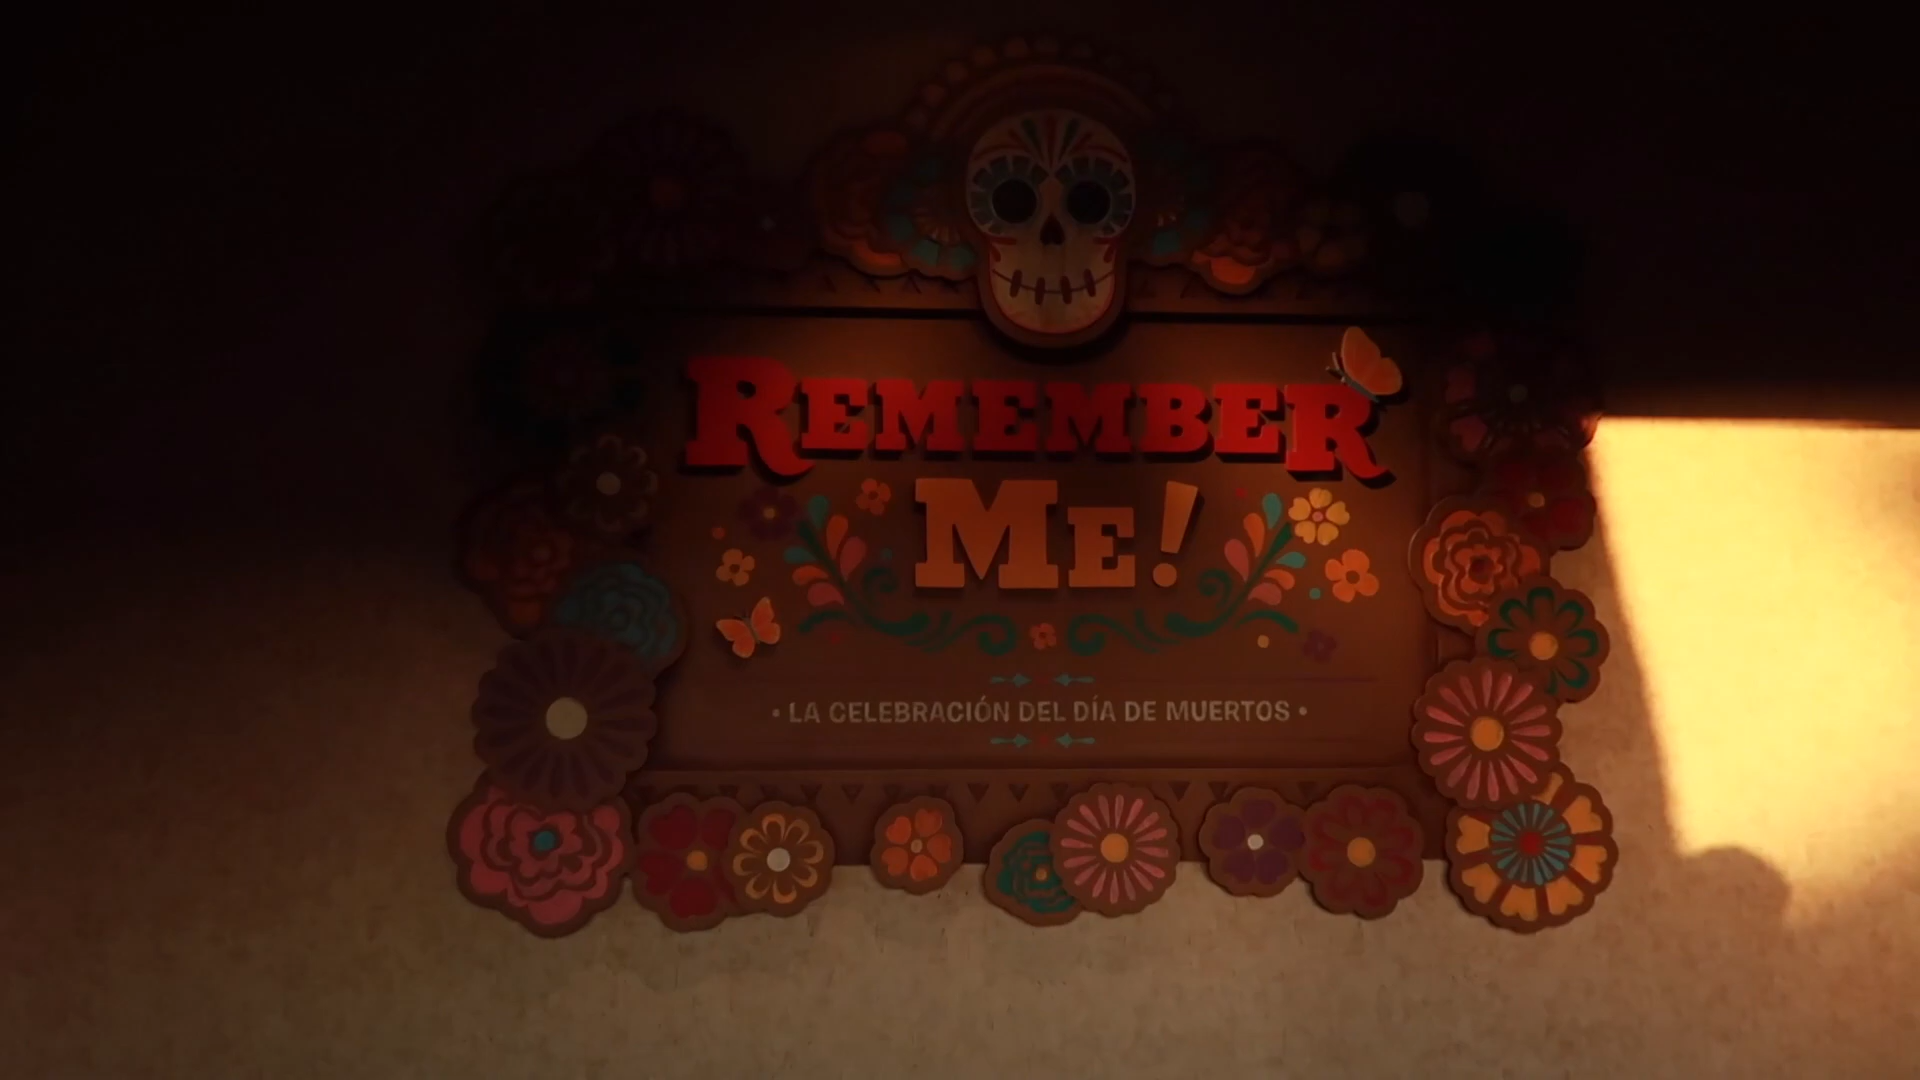 REMEMBER
ME!
• LA CELEBRACIÓN DEL DÍA DE MUERTOS •